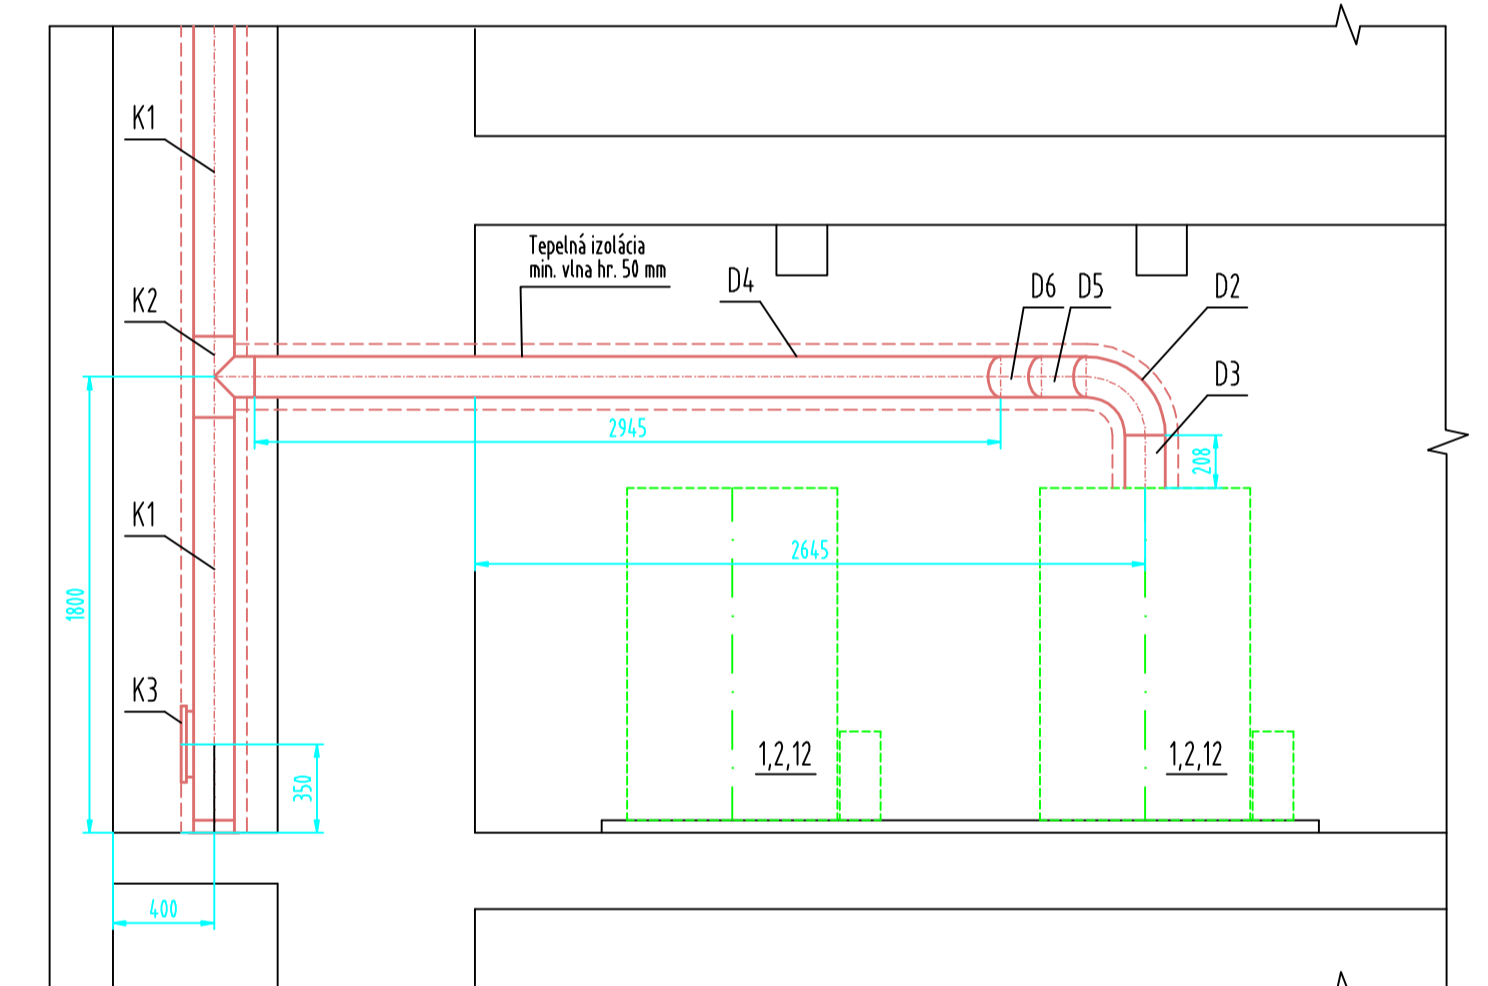 K1
Tepelná izolácia
min. vlna hr. 50 mm
D4
D6
D5
D2
K2
D3
2945
208
K1
2645
1800
K3
1,2,12
1,2,12
350
400